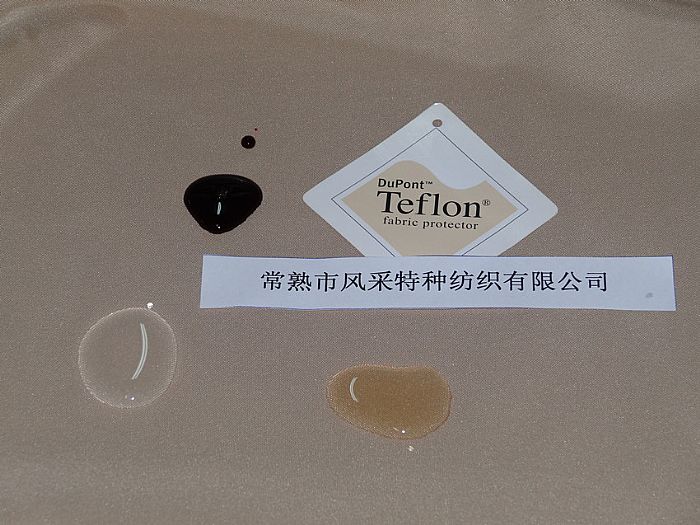 DuPont™
Teflon®
fabric protector
常熟市风采特种纺织有限公司